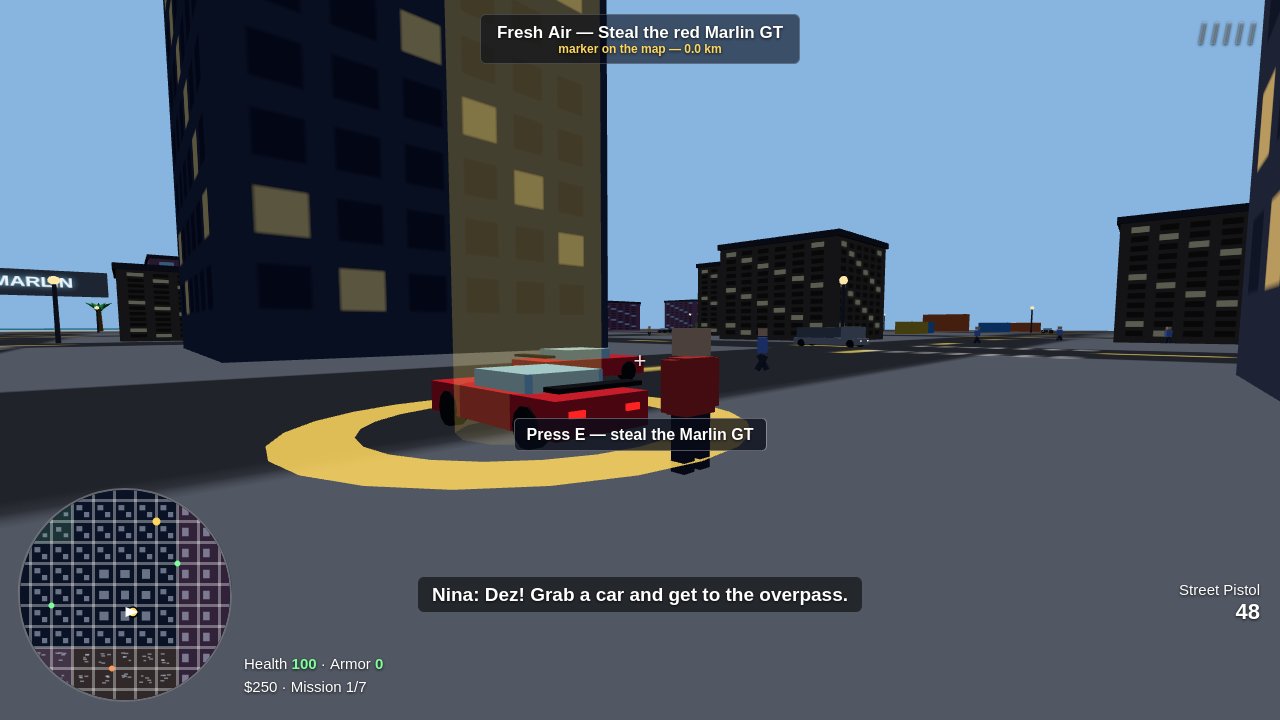 Fresh Air — Steal the red Marlin GT
marker on the map — 0.0 km
MARLIN
Press E — steal the Marlin GT
Nina: Dez! Grab a car and get to the overpass.
Street Pistol
48
Health 100 · Armor 0
$250 · Mission 1/7